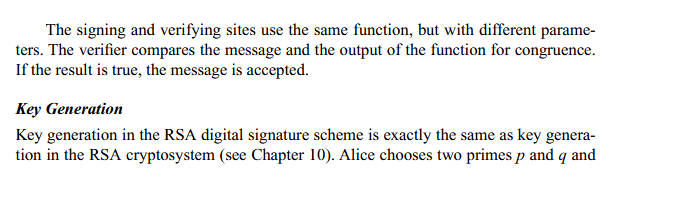 The signing and verifying sites use the same function, but with different parame-
ters. The verifier compares the message and the output of the function for congruence.
If the result is true, the message is accepted.
Key Generation
Key generation in the RSA digital signature scheme is exactly the same as key genera-
tion in the RSA cryptosystem (see Chapter 10). Alice chooses two primes p and q and